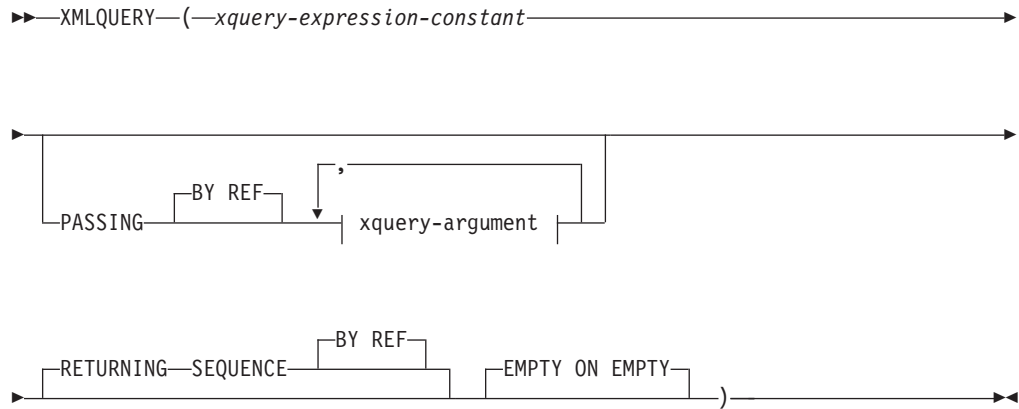 XMLQUERY ( xquery-expression-constant
,
BY REF
PASSING xquery-argument
BY REF
RETURNING SEQUENCE EMPTY ON EMPTY )